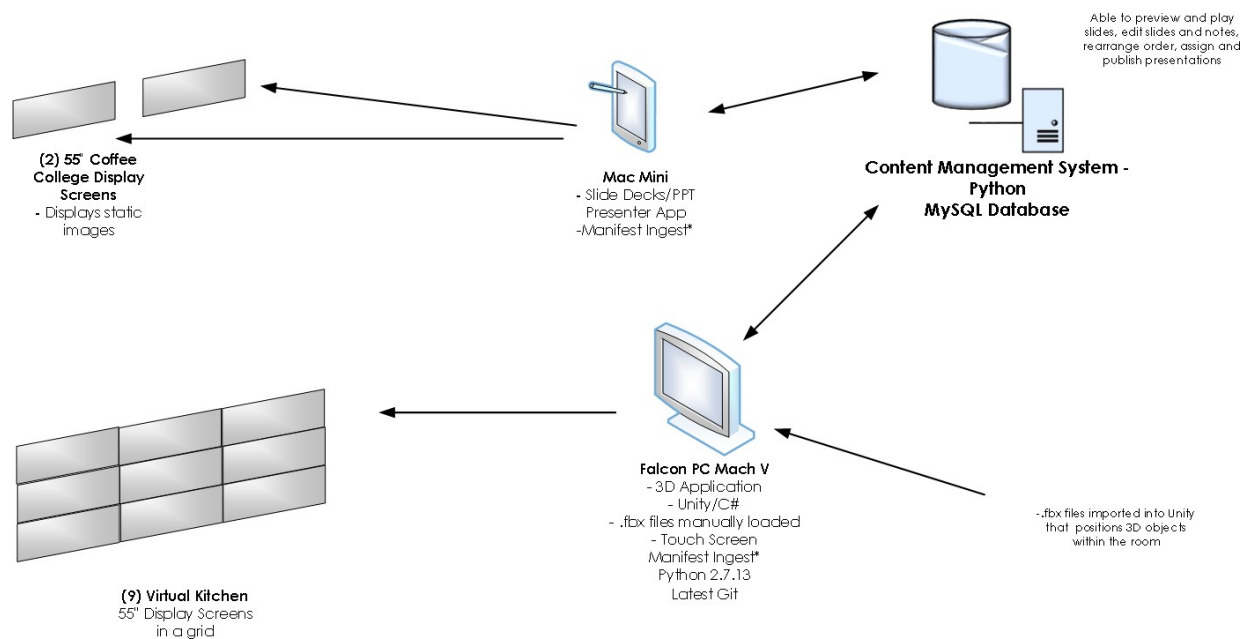 Able to preview and play
slides, edit slides and notes,
rearrange order, assign and
publish presentations
(2) 55" Coffee
College Display
Screens
- Displays static
images
Mac Mini
- Slide Decks/PPT
Presenter App
-Manifest Ingest*
Content Management System -
Python
MySQL Database
Falcon PC Mach V
- 3D Application
- Unity/C#
- .fbx files manually loaded
- Touch Screen
Manifest Ingest*
Python 2.7.13
Latest Git
-.fbx files imported into Unity
that positions 3D objects
within the room
(9) Virtual Kitchen
55" Display Screens
in a grid